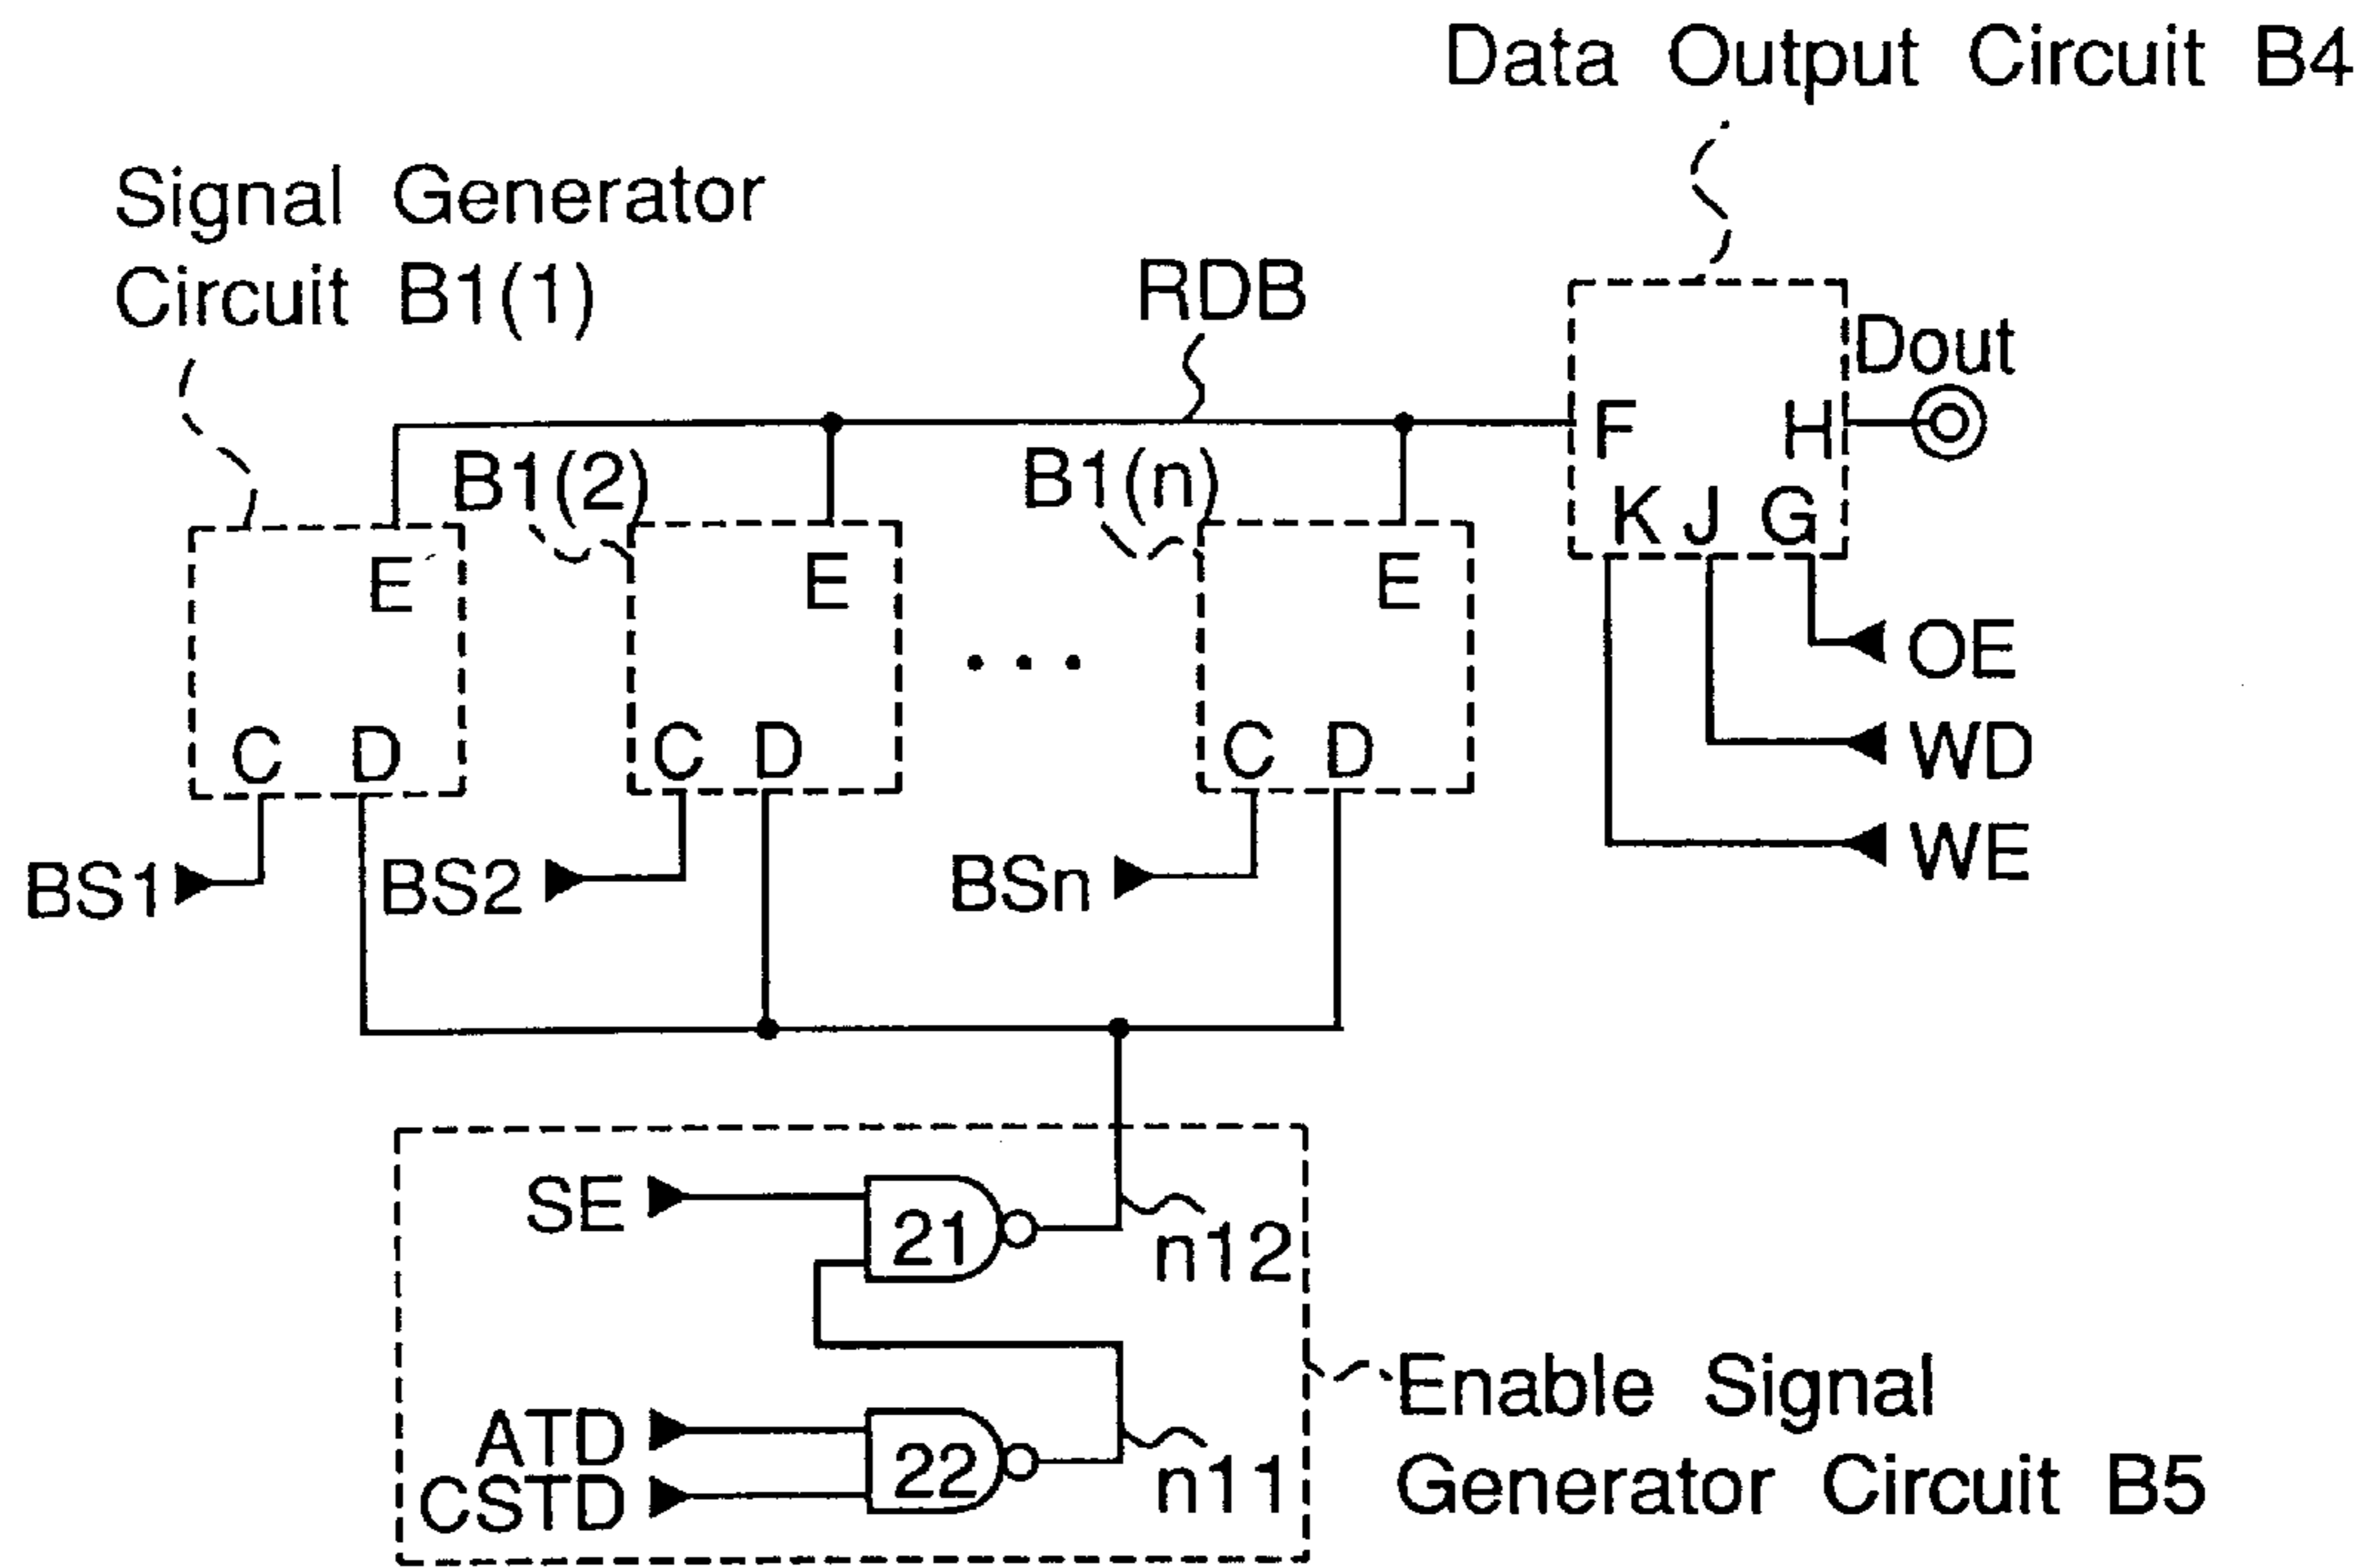 Data Output Circuit B4
Signal Generator
Circuit B1(1)
RDB
Dout
F H
B1(2)
B1(n)
K J G
E
E
E
OE
C D
C D
C D
WD
WE
BS1
BS2
BSn
SE
21
n12
Enable Signal
Generator Circuit B5
ATD
22
CSTD
n11